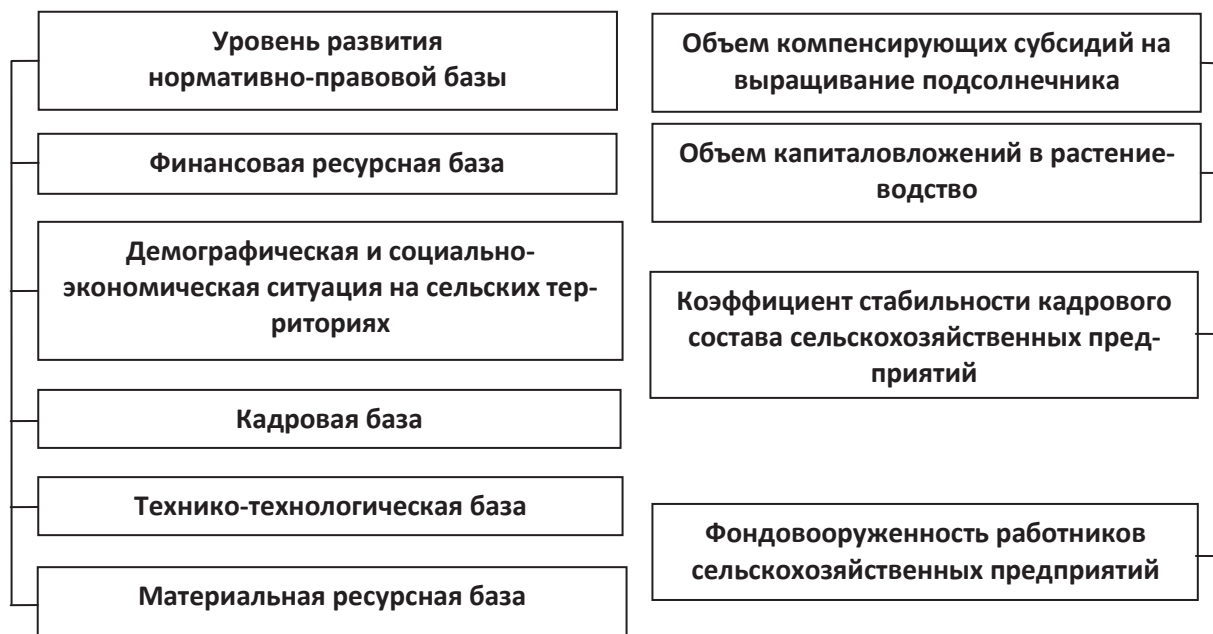 Уровень развития
нормативно-правовой базы
Финансовая ресурсная база
Демографическая и социально-
экономическая ситуация на сельских тер-
риториях
Кадровая база
Технико-технологическая база
Материальная ресурсная база
Объем компенсирующих субсидий на
выращивание подсолнечника
Объем капиталовложений в растение-
водство
Коэффициент стабильности кадрового
состава сельскохозяйственных пред-
приятий
Фондовооруженность работников
сельскохозяйственных предприятий